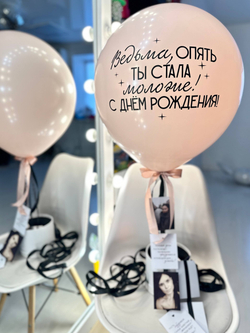 Ведьма, опять
ты стала
моложе!
с днём рождения!